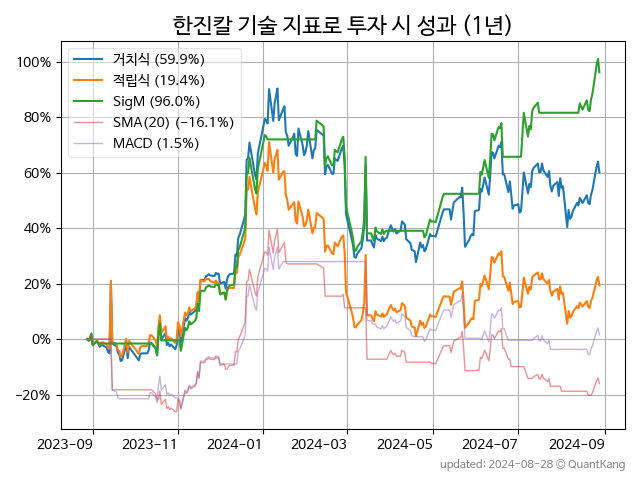 한진칼 기술 지표로 투자 시 성과 (1년)
거치식 (59.9%)
적립식 (19.4%)
SigM (96.0%)
SMA(20) (−16.1%)
MACD (1.5%)
100%
80%
60%
40%
20%
0%
−20%
2023-09
2023-11
2024-01
2024-03
2024-05
2024-07
2024-09
updated: 2024-08-28 © QuantKang